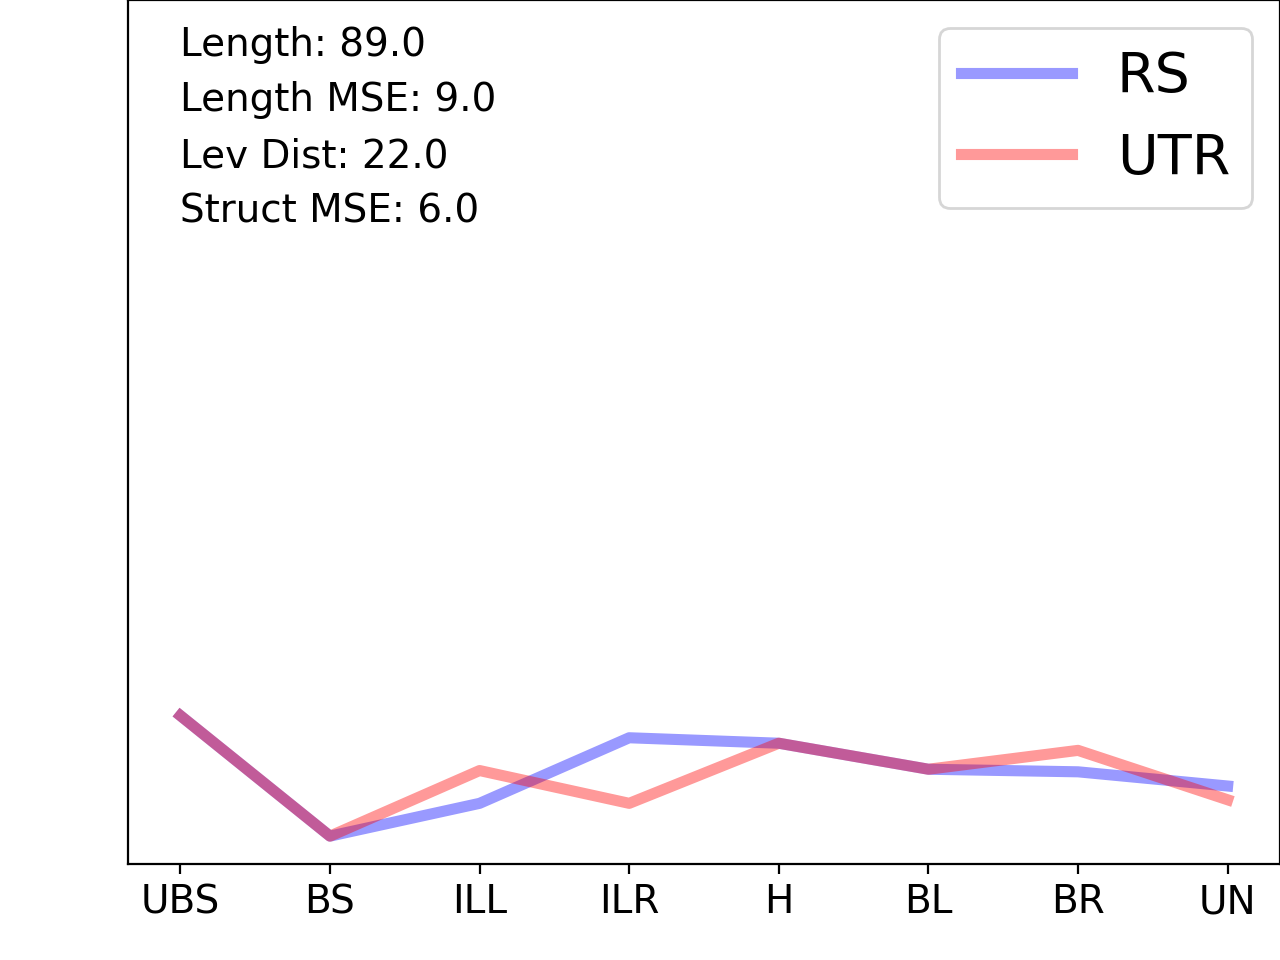 Length: 89.0
Length MSE: 9.0
Lev Dist: 22.0
Struct MSE: 6.0
RS
UTR
UBS BS ILL ILR H BL BR UN